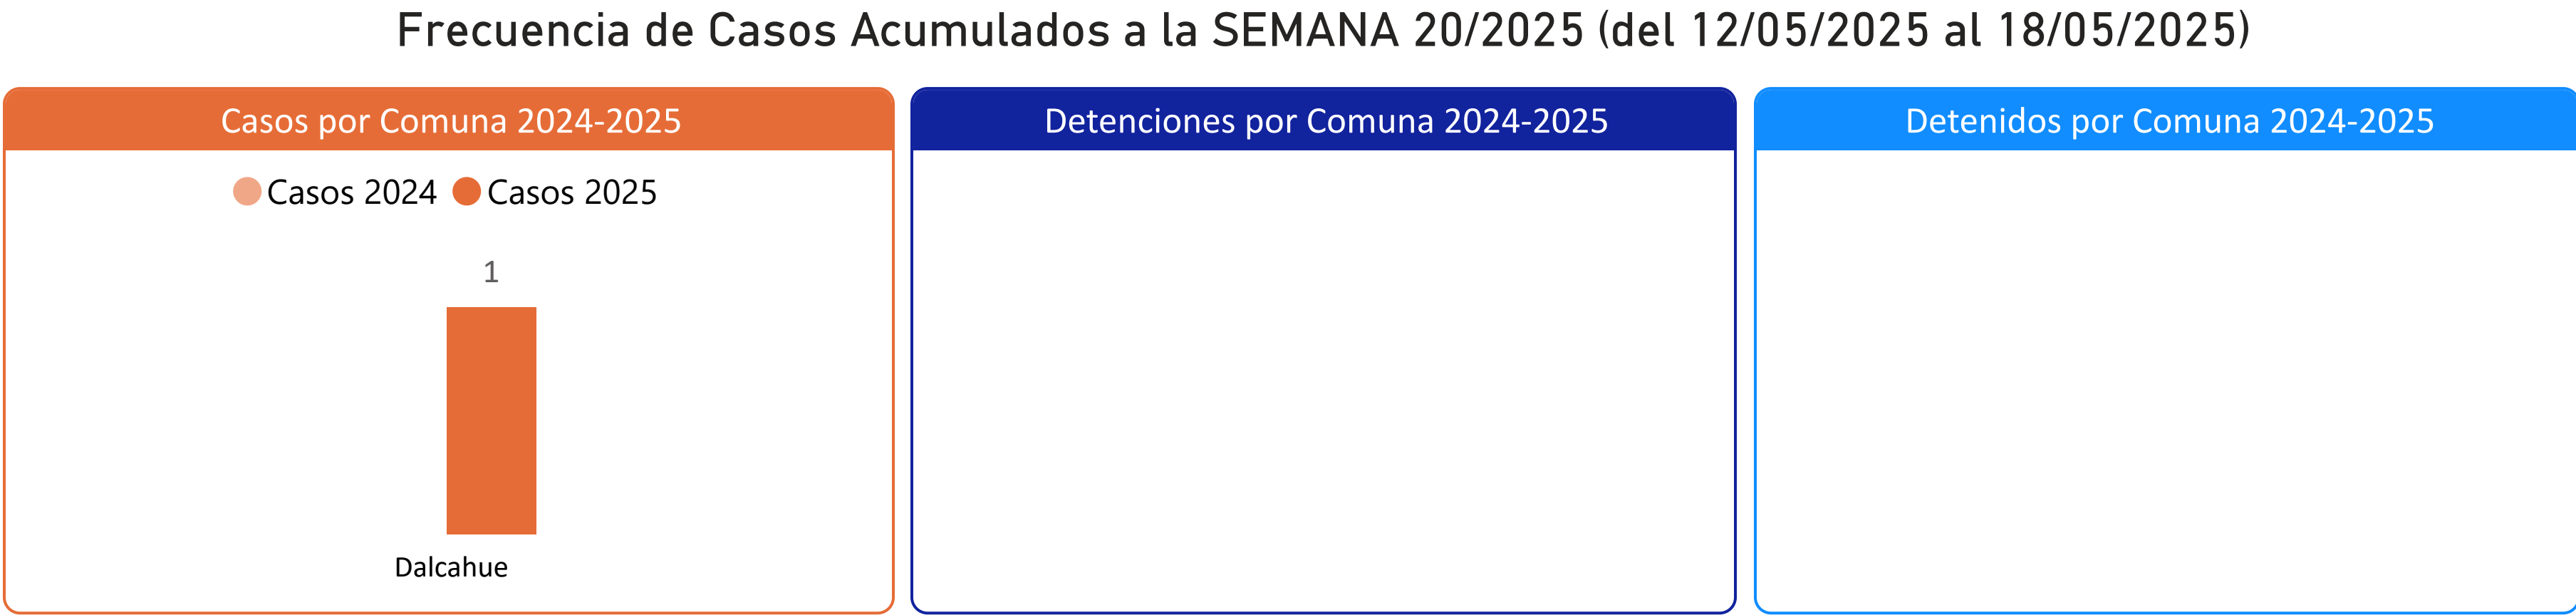 Frecuencia de Casos Acumulados a la SEMANA 20/2025 (del 12/05/2025 al 18/05/2025)
Casos por Comuna 2024-2025
Casos 2024 Casos 2025
1
Dalcahue
Detenciones por Comuna 2024-2025
Detenidos por Comuna 2024-2025